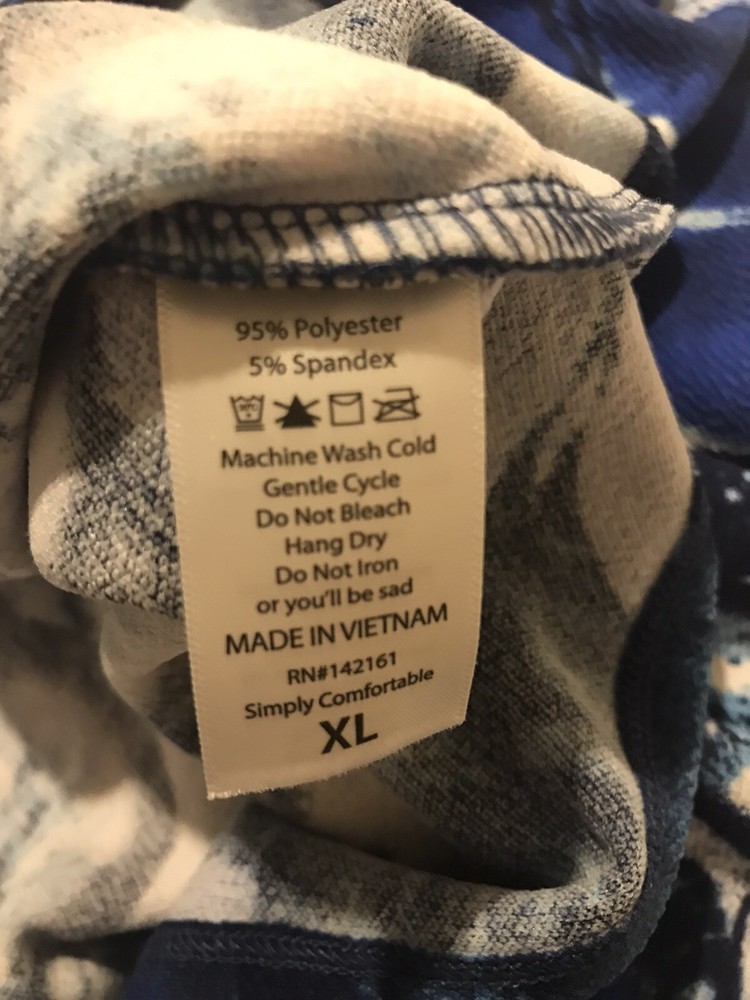 95% Polyester
5% Spandex
Machine Wash Cold
Gentle Cycle
Do Not Bleach
Hang Dry
Do Not Iron
or you'll be sad
MADE IN VIETNAM
RN#142161
Simply Comfortable
XL